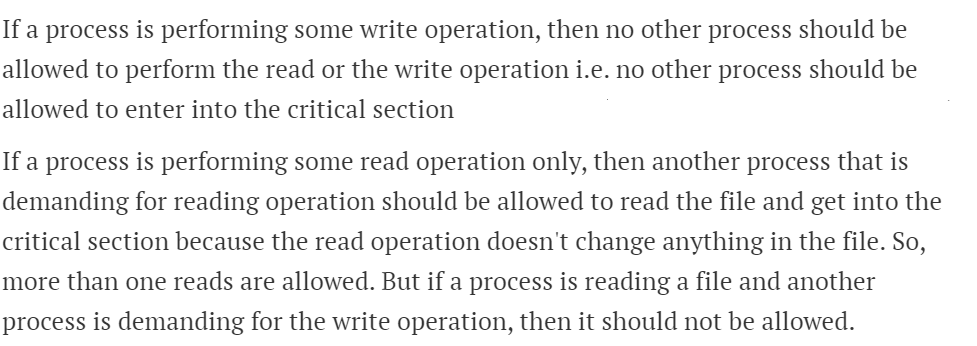 If a process is performing some write operation, then no other process should be
allowed to perform the read or the write operation i.e. no other process should be
allowed to enter into the critical section
If a process is performing some read operation only, then another process that is
demanding for reading operation should be allowed to read the file and get into the
critical section because the read operation doesn't change anything in the file. So,
more than one reads are allowed. But if a process is reading a file and another
process is demanding for the write operation, then it should not be allowed.